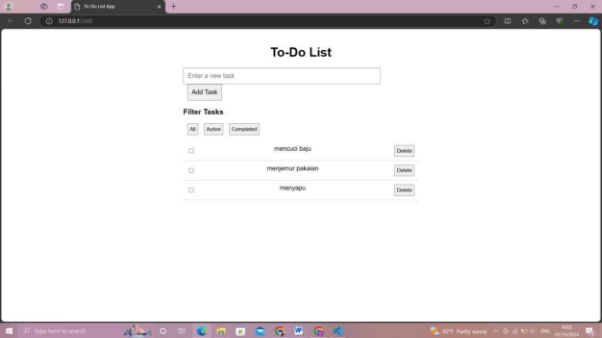 To-Do List App
127.0.0.1:5500
To-Do List
Enter a new task
Add Task
Filter Tasks
All Active Completed
mencuci baju Delete
menjemur pakaian Delete
menyapu Delete
Type here to search
92°F Partly sunny
ENG